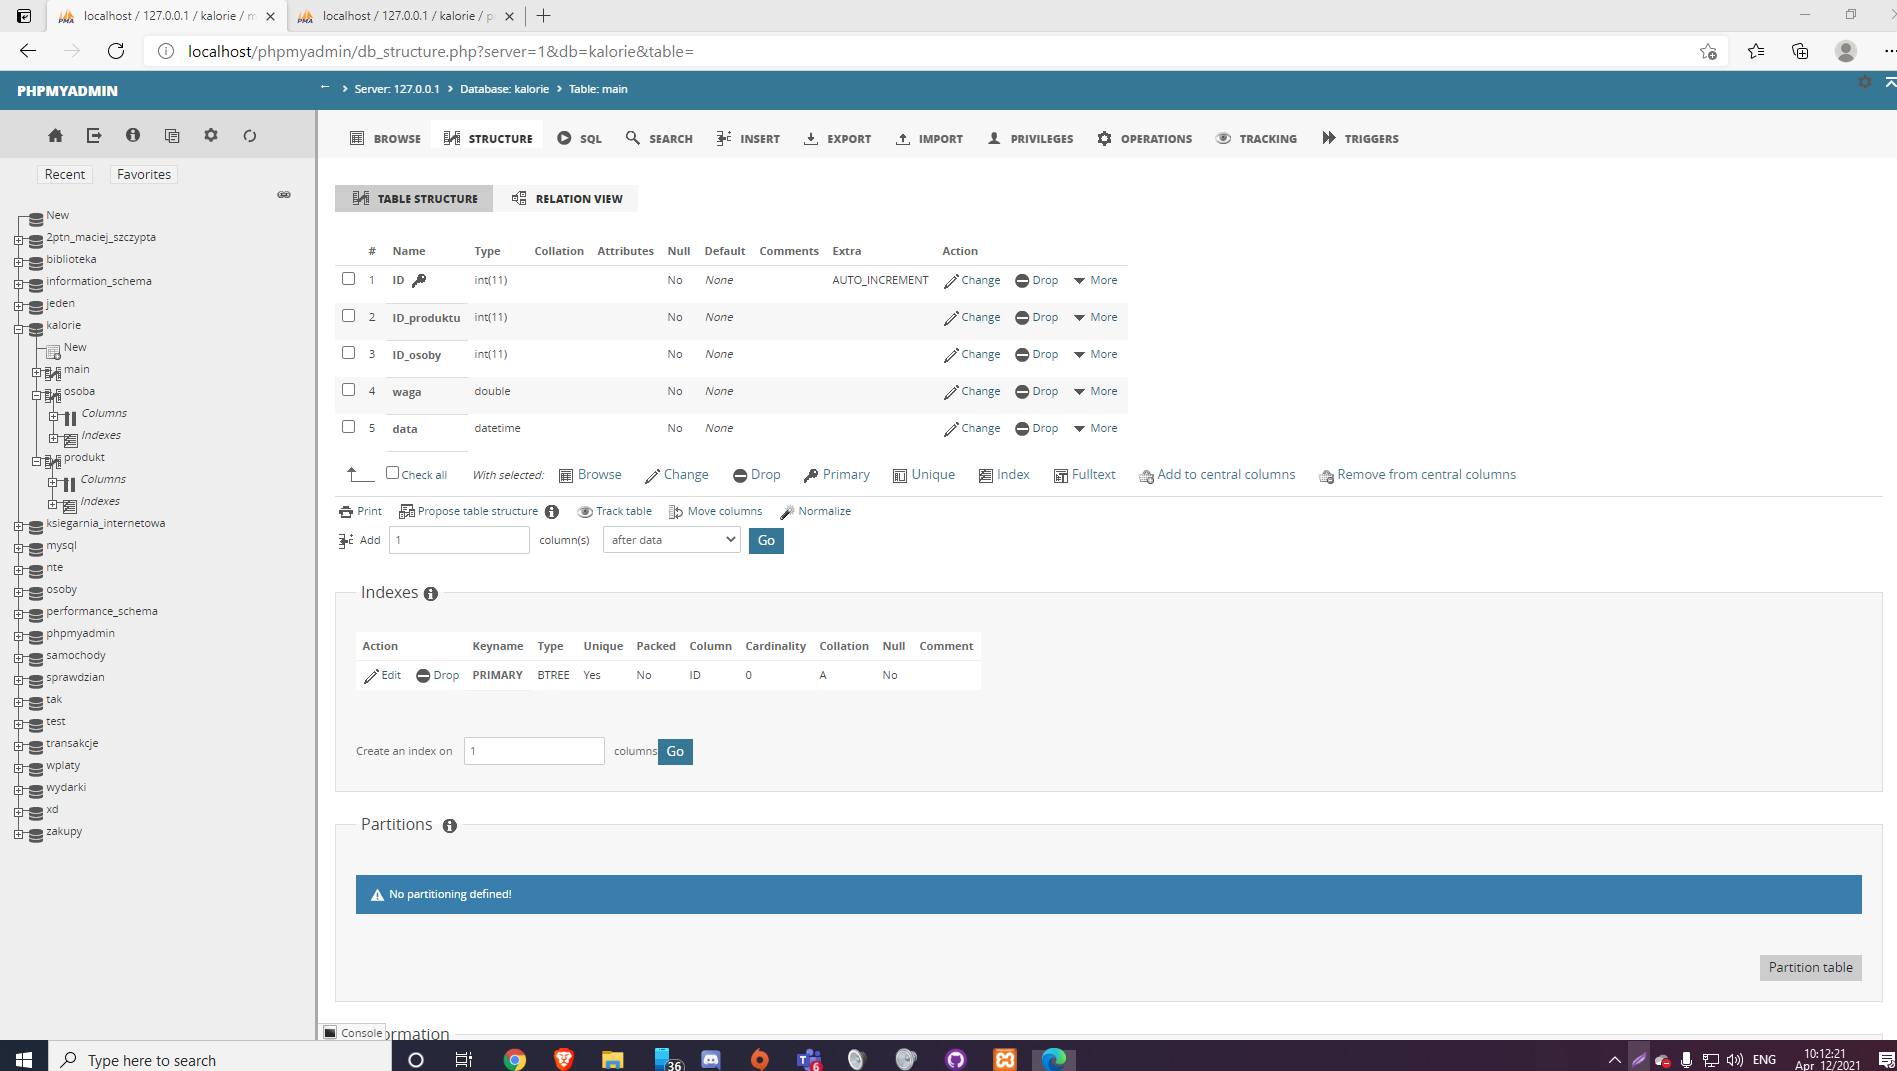 localhost / 127.0.0.1 / kalorie / m
localhost / 127.0.0.1 / kalorie / p
localhost/phpmyadmin/db_structure.php?server=1&db=kalorie&table=
PHPMYADMIN
Server: 127.0.0.1 Database: kalorie Table: main
BROWSE STRUCTURE SQL SEARCH INSERT EXPORT IMPORT PRIVILEGES OPERATIONS TRACKING TRIGGERS
Recent Favorites
New
2ptn_maciej_szczypta
biblioteka
information_schema
jeden
kalorie
New
main
osoba
Columns
Indexes
produkt
Columns
Indexes
ksiegarnia_internetowa
mysql
nte
osoby
performance_schema
phpmyadmin
samochody
sprawdzian
tak
test
transakcje
wplaty
wydarki
xd
zakupy
TABLE STRUCTURE RELATION VIEW
# Name Type Collation Attributes Null Default Comments Extra Action
1 ID int(11) No None AUTO_INCREMENT Change Drop More
2 ID_produktu int(11) No None Change Drop More
3 ID_osoby int(11) No None Change Drop More
4 waga double No None Change Drop More
5 data datetime No None Change Drop More
Check all With selected: Browse Change Drop Primary Unique Index Fulltext Add to central columns Remove from central columns
Print Propose table structure Track table Move columns Normalize
Add 1 column(s) after data Go
Indexes
Action Keyname Type Unique Packed Column Cardinality Collation Null Comment
Edit Drop PRIMARY BTREE Yes No ID 0 A No
Create an index on 1 columns Go
Partitions
No partitioning defined!
Partition table
Console ormation
Type here to search
36
6
ENG
10:12:21
Apr 12/2021